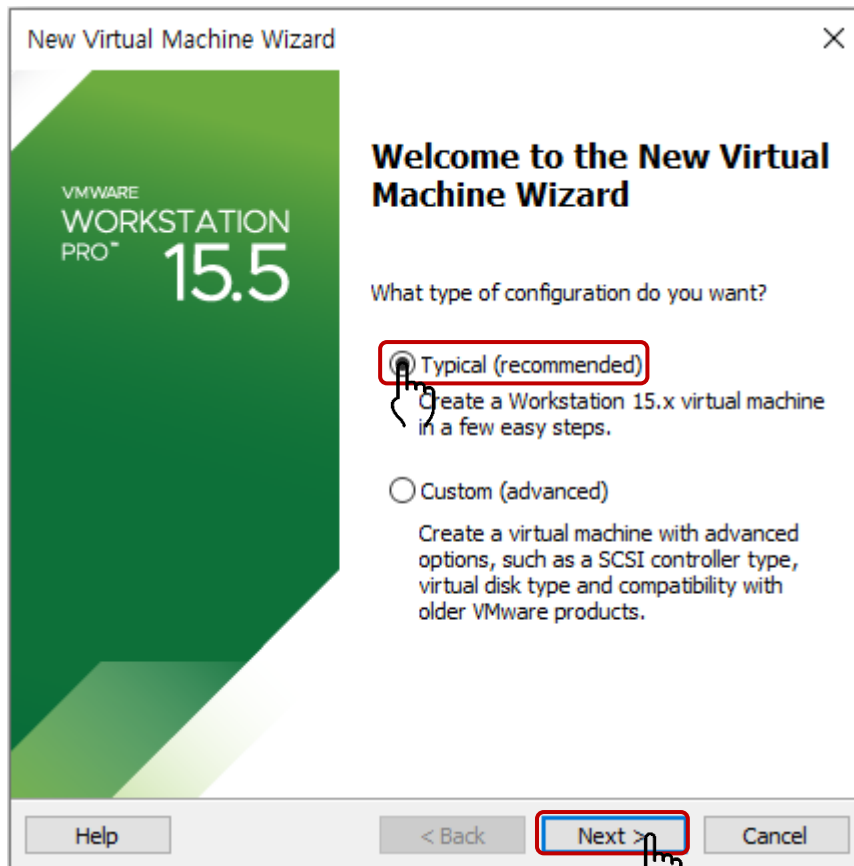 New Virtual Machine Wizard
VMWARE
WORKSTATION
PRO™ 15.5
Welcome to the New Virtual
Machine Wizard
What type of configuration do you want?
Typical (recommended)
Create a Workstation 15.x virtual machine
in a few easy steps.
Custom (advanced)
Create a virtual machine with advanced
options, such as a SCSI controller type,
virtual disk type and compatibility with
older VMware products.
Help
< Back
Next >
Cancel